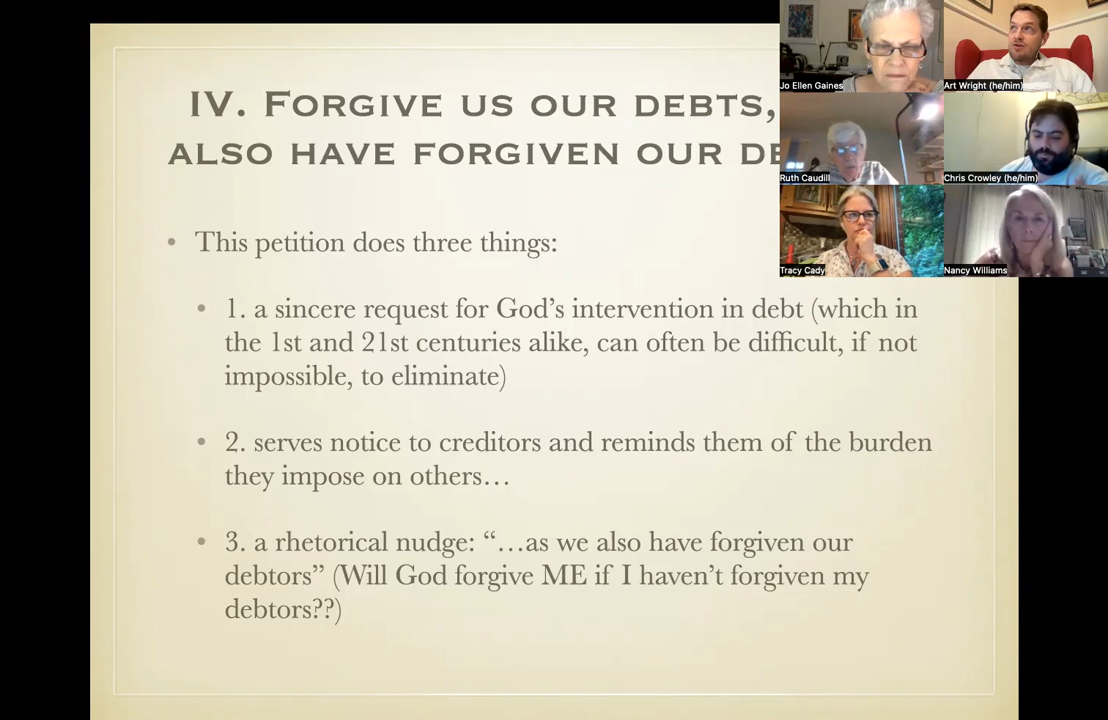 IV. FORGIVE US OUR DEBTS,
ALSO HAVE FORGIVEN OUR
• This petition does three things:
• 1. a sincere request for God’s intervention in debt (which in
the 1st and 21st centuries alike, can often be difficult, if not
impossible, to eliminate)
• 2. serves notice to creditors and reminds them of the burden
they impose on others…
• 3. a rhetorical nudge: “…as we also have forgiven our
debtors” (Will God forgive ME if I haven’t forgiven my
debtors??)
Jo Ellen Gaines
Art Wright (he/him)
Ruth Caudill
Chris Crowley (he/him)
Tracy Cady
Nancy Williams